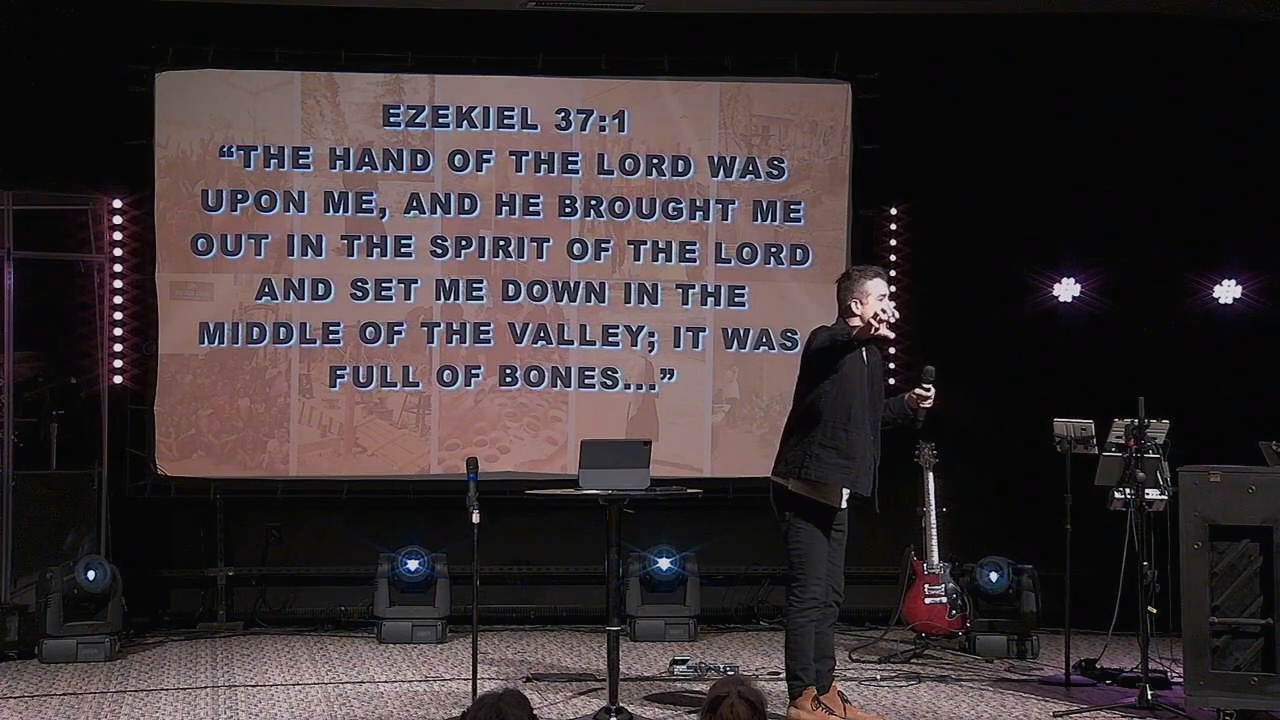 EZEKIEL 37:1
“THE HAND OF THE LORD WAS
UPON ME, AND HE BROUGHT ME
OUT IN THE SPIRIT OF THE LORD
AND SET ME DOWN IN THE
MIDDLE OF THE VALLEY; IT WAS
FULL OF BONES...”